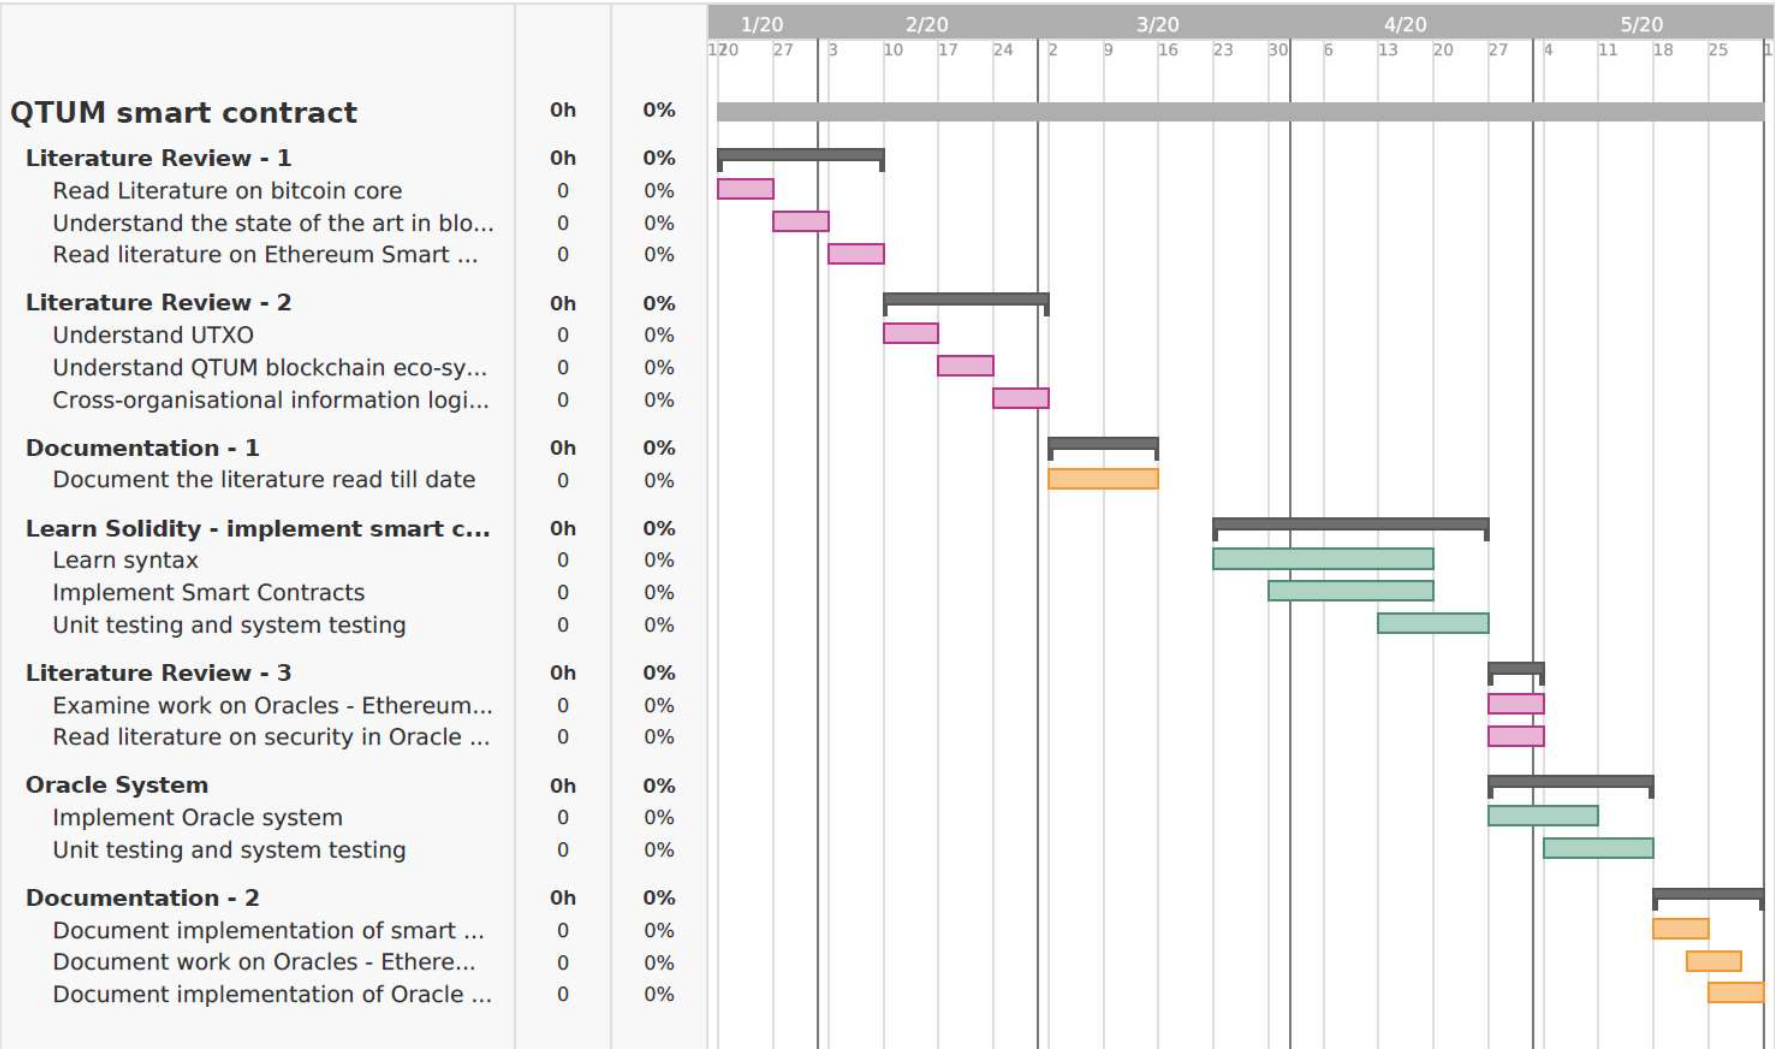 1/20 2/20 3/20 4/20 5/20
20 27 3 10 17 24 2 9 16 23 30 6 13 20 27 4 11 18 25 1
QTUM smart contract 0h 0%
Literature Review - 1 0h 0%
Read Literature on bitcoin core 0 0%
Understand the state of the art in blo... 0 0%
Read literature on Ethereum Smart ... 0 0%
Literature Review - 2 0h 0%
Understand UTXO 0 0%
Understand QTUM blockchain eco-sy... 0 0%
Cross-organisational information logi... 0 0%
Documentation - 1 0h 0%
Document the literature read till date 0 0%
Learn Solidity - implement smart c... 0h 0%
Learn syntax 0 0%
Implement Smart Contracts 0 0%
Unit testing and system testing 0 0%
Literature Review - 3 0h 0%
Examine work on Oracles - Ethereum... 0 0%
Read literature on security in Oracle ... 0 0%
Oracle System 0h 0%
Implement Oracle system 0 0%
Unit testing and system testing 0 0%
Documentation - 2 0h 0%
Document implementation of smart ... 0 0%
Document work on Oracles - Ethere... 0 0%
Document implementation of Oracle ... 0 0%